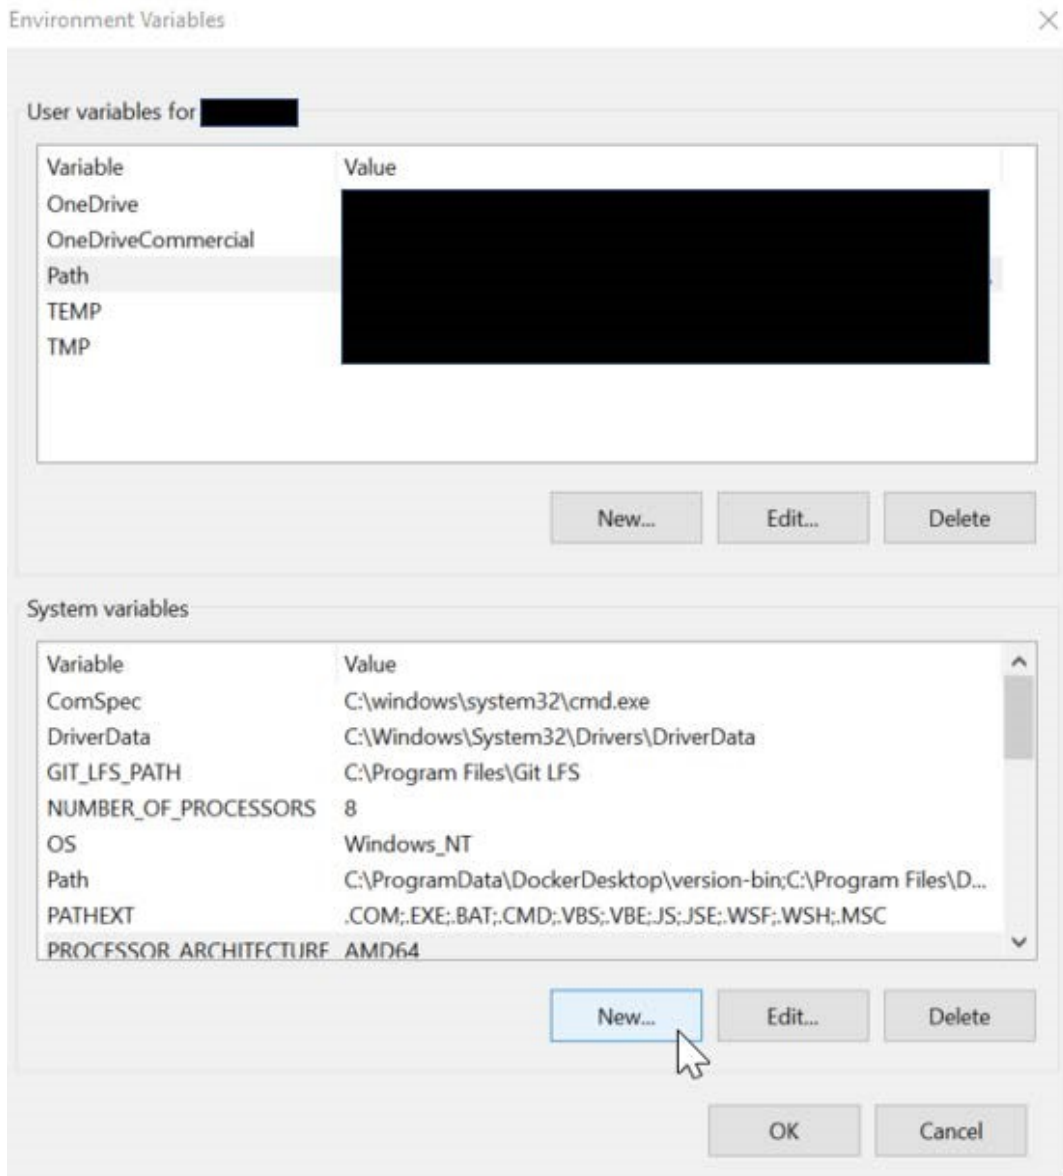 Environment Variables
User variables for
Variable Value
OneDrive
OneDriveCommercial
Path
TEMP
TMP
New... Edit... Delete
System variables
Variable Value
ComSpec C:\windows\system32\cmd.exe
DriverData C:\Windows\System32\Drivers\DriverData
GIT_LFS_PATH C:\Program Files\Git LFS
NUMBER_OF_PROCESSORS 8
OS Windows_NT
Path C:\ProgramData\DockerDesktop\version-bin;C:\Program Files\D...
PATHEXT .COM;.EXE;.BAT;.CMD;.VBS;.VBE;.JS;.JSE;.WSF;.WSH;.MSC
PROCESSOR_ARCHITECTURE AMD64
New... Edit... Delete
OK Cancel